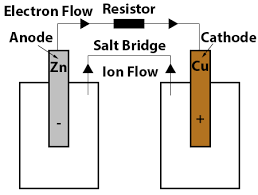 Electron Flow Resistor
Anode Cathode
Salt Bridge
Zn Cu
Ion Flow
- +